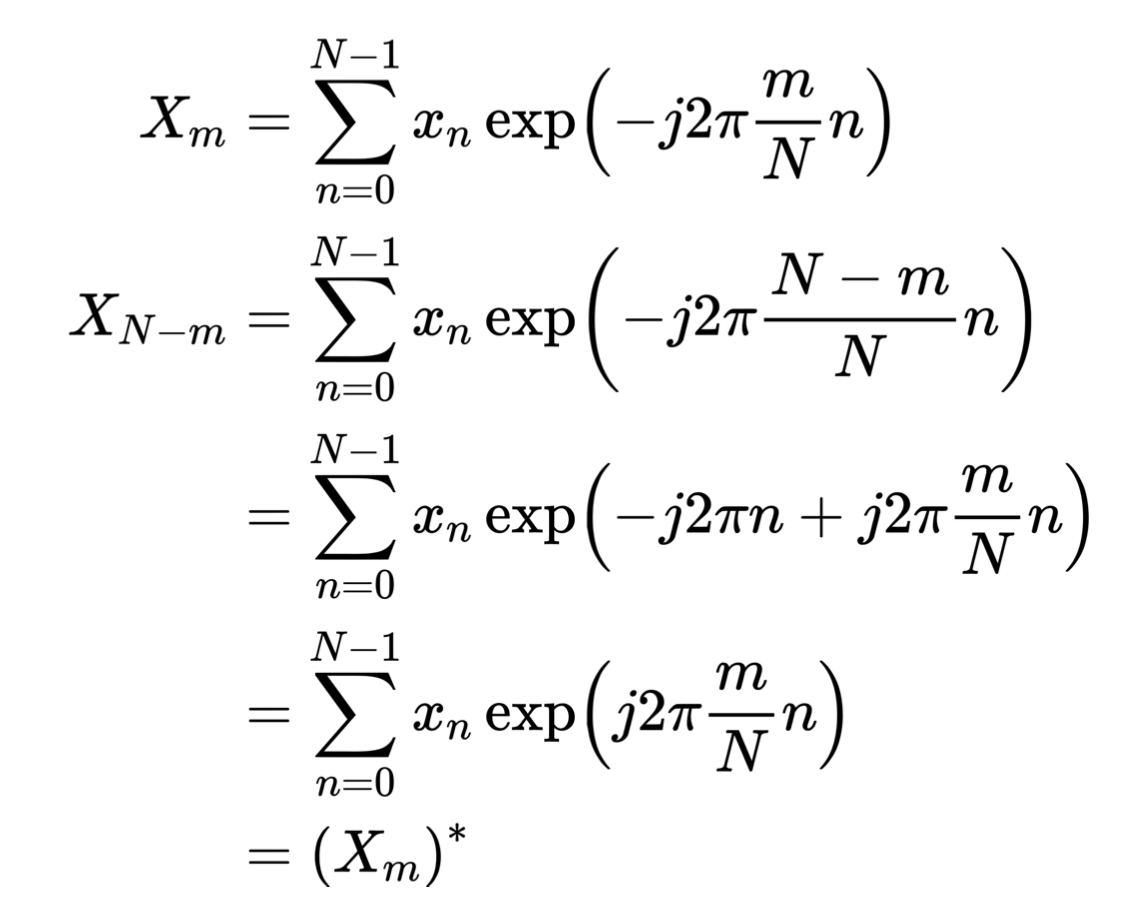 X_m = \sum_{n=0}^{N-1} x_n \exp\left(-j2\pi\frac{m}{N}n\right)
X_{N-m} = \sum_{n=0}^{N-1} x_n \exp\left(-j2\pi\frac{N-m}{N}n\right)
= \sum_{n=0}^{N-1} x_n \exp\left(-j2\pi n + j2\pi\frac{m}{N}n\right)
= \sum_{n=0}^{N-1} x_n \exp\left(j2\pi\frac{m}{N}n\right)
= (X_m)^*